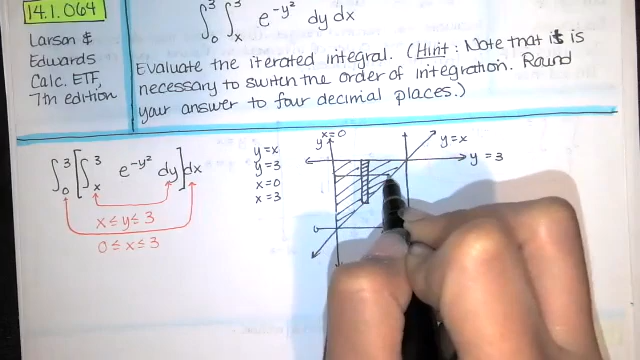 14.1.064
Larson &
Edwards
Calc. ETF,
7th edition
∫₀³ ∫ₓ³ e^(-y²) dy dx
Evaluate the iterated integral. (Hint: Note that it is
necessary to switch the order of integration. Round
your answer to four decimal places.)
∫₀³ [∫ₓ³ e^(-y²) dy] dx
x ≤ y ≤ 3
0 ≤ x ≤ 3
y=x
y=3
x=0
x=3
x=0
y
y=x
y=3